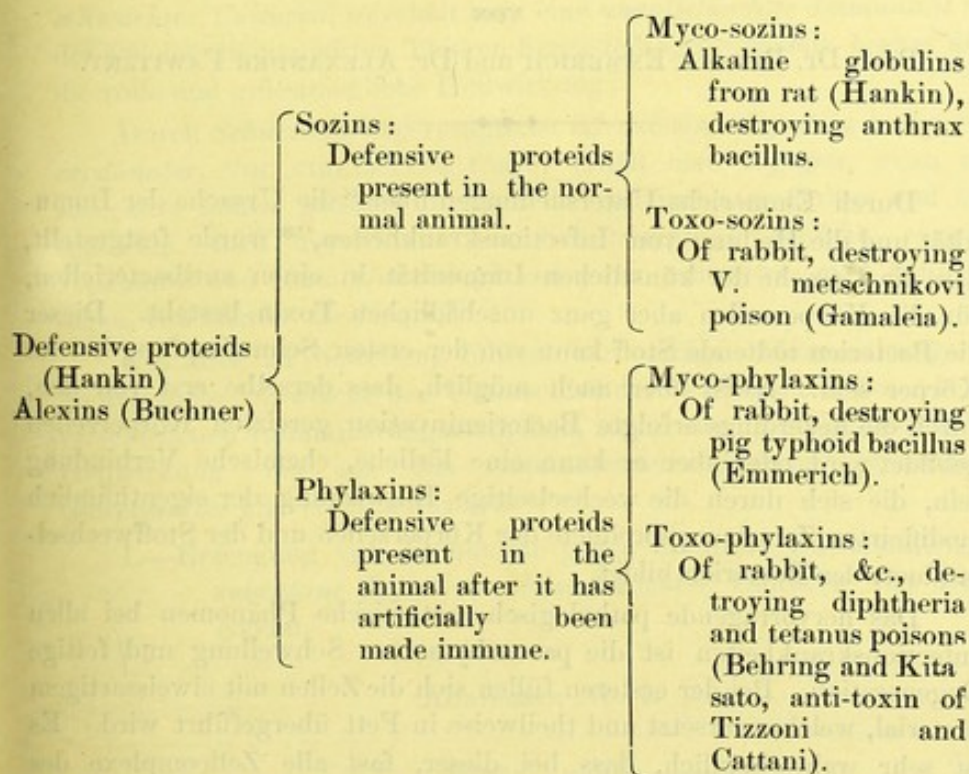 Defensive proteids
(Hankin)
Alexins (Buchner)
Sozins :
Defensive proteids
present in the nor-
mal animal.
Myco-sozins :
Alkaline globulins
from rat (Hankin),
destroying anthrax
bacillus.
Toxo-sozins :
Of rabbit, destroying
V. metschnikovi
poison (Gamaleia).
Phylaxins :
Defensive proteids
present in the
animal after it has
artificially been
made immune.
Myco-phylaxins :
Of rabbit, destroying
pig typhoid bacillus
(Emmerich).
Toxo-phylaxins :
Of rabbit, &c., de-
troying diphtheria
and tetanus poisons
(Behring and Kita
sato, anti-toxin of
Tizzoni and
Cattani).